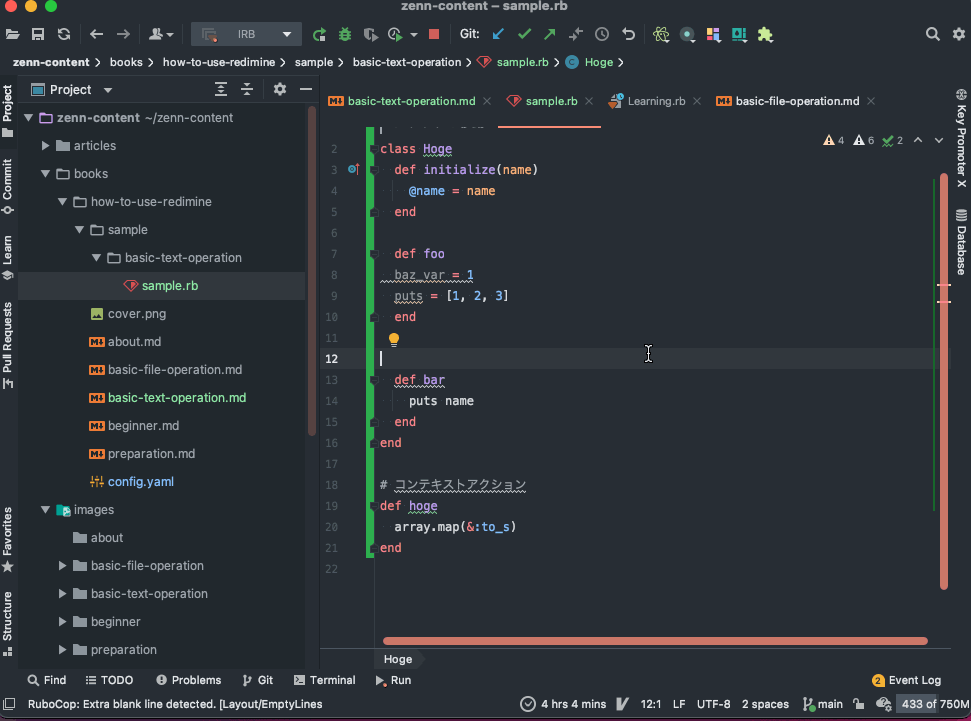 zenn-content – sample.rb
IRB
Git:
zenn-content
books
how-to-use-redimine
sample
basic-text-operation
sample.rb
Hoge
Project
Project
basic-text-operation.md
sample.rb
Learning.rb
basic-file-operation.md
zenn-content ~/zenn-content
articles
books
how-to-use-redimine
sample
basic-text-operation
sample.rb
cover.png
about.md
basic-file-operation.md
basic-text-operation.md
beginner.md
preparation.md
config.yaml
images
about
basic-file-operation
basic-text-operation
beginner
preparation
Commit
Learn
Pull Requests
Favorites
Structure
4 6 2
2 class Hoge
3 def initialize(name)
4 @name = name
5 end
6
7 def foo
8 baz_var = 1
9 puts = [1, 2, 3]
10 end
11
12
13 def bar
14 puts name
15 end
16 end
17
18 # コンテキストアクション
19 def hoge
20 array.map(&:to_s)
21 end
22
Key Promoter X
Database
Hoge
Find
TODO
Problems
Git
Terminal
Run
2 Event Log
RuboCop: Extra blank line detected. [Layout/EmptyLines
4 hrs 4 mins
12:1
LF
UTF-8
2 spaces
main
433 of 750M